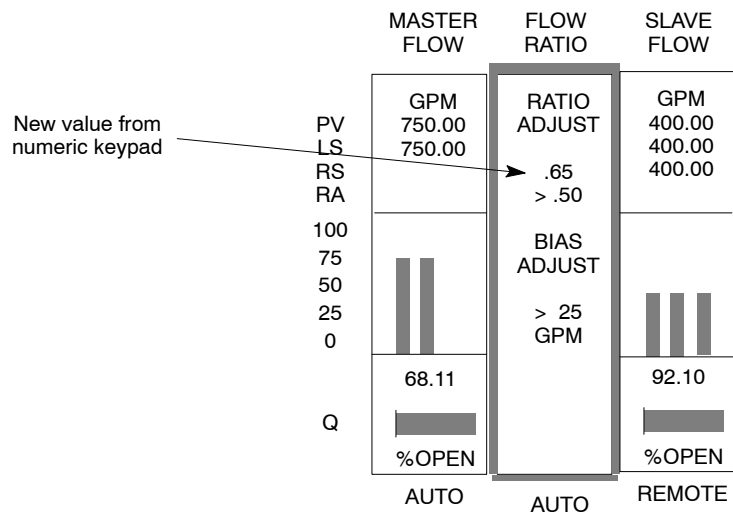 MASTER
FLOW
FLOW
RATIO
SLAVE
FLOW
New value from
numeric keypad
PV
LS
RS
RA
GPM
750.00
750.00
RATIO
ADJUST
.65
> .50
GPM
400.00
400.00
400.00
100
75
50
25
0
BIAS
ADJUST
> 25
GPM
Q
68.11
%OPEN
92.10
%OPEN
AUTO
AUTO
REMOTE